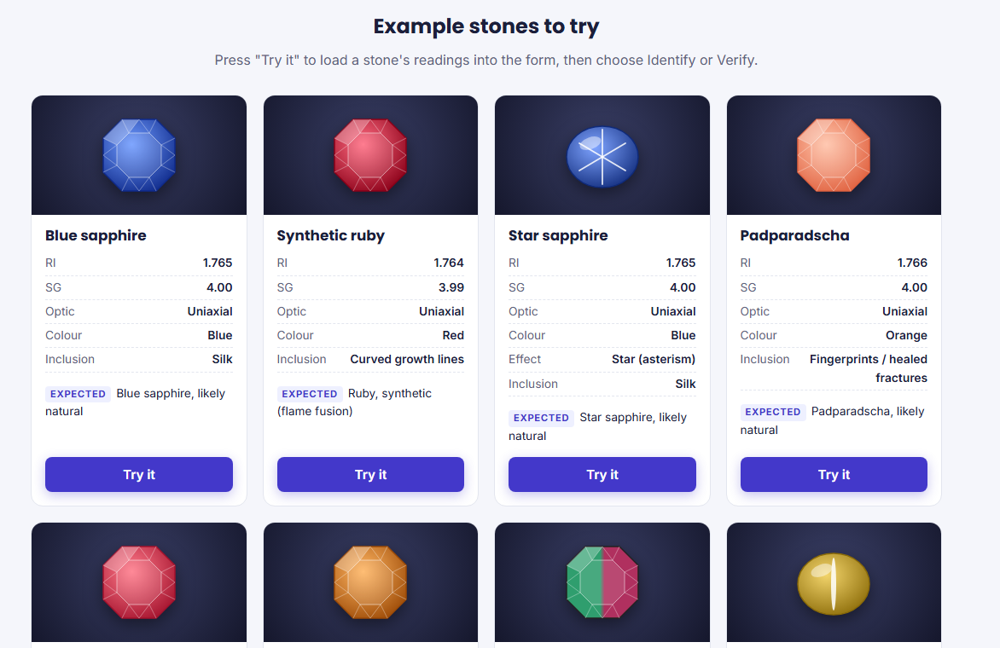 Example stones to try
Press "Try it" to load a stone's readings into the form, then choose Identify or Verify.
Blue sapphire
RI 1.765
SG 4.00
Optic Uniaxial
Colour Blue
Inclusion Silk
EXPECTED Blue sapphire, likely
natural
Try it
Synthetic ruby
RI 1.764
SG 3.99
Optic Uniaxial
Colour Red
Inclusion Curved growth lines
EXPECTED Ruby, synthetic
(flame fusion)
Try it
Star sapphire
RI 1.765
SG 4.00
Optic Uniaxial
Colour Blue
Effect Star (asterism)
Inclusion Silk
EXPECTED Star sapphire, likely
natural
Try it
Padparadscha
RI 1.766
SG 4.00
Optic Uniaxial
Colour Orange
Inclusion Fingerprints / healed
fractures
EXPECTED Padparadscha, likely
natural
Try it